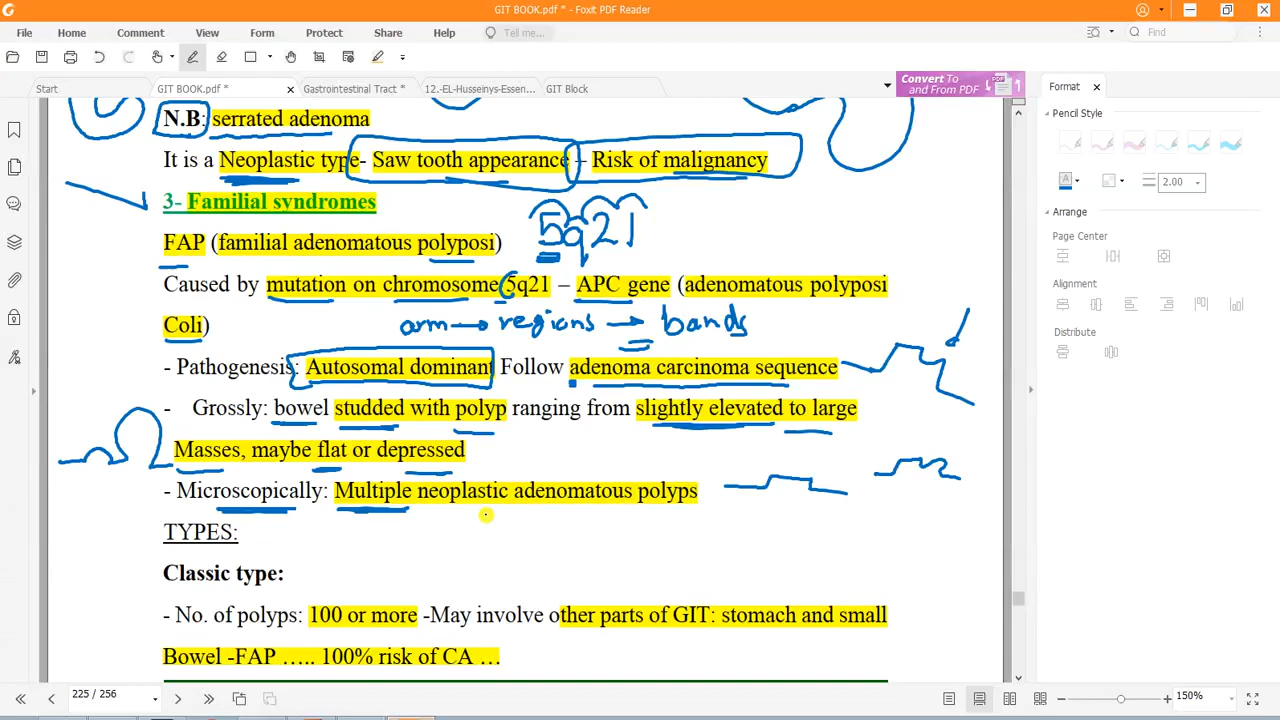 GIT BOOK.pdf * - Foxit PDF Reader
File Home Comment View Form Protect Share Help Tell me... Find
Start GIT BOOK.pdf * Gastrointestinal Tract * 12.-EL-Husseinys-Essen... GIT Block
Convert To
and From PDF
Format
Pencil Style
2.00
Arrange
Page Center
Alignment
Distribute
N.B: serrated adenoma
It is a Neoplastic type- Saw tooth appearance – Risk of malignancy
3- Familial syndromes
5q21
FAP (familial adenomatous polyposi)
Caused by mutation on chromosome 5q21 – APC gene (adenomatous polyposi
Coli)
arm → regions → bands
- Pathogenesis: Autosomal dominant Follow adenoma carcinoma sequence
- Grossly: bowel studded with polyp ranging from slightly elevated to large
Masses, maybe flat or depressed
- Microscopically: Multiple neoplastic adenomatous polyps
TYPES:
Classic type:
- No. of polyps: 100 or more -May involve other parts of GIT: stomach and small
Bowel -FAP ….. 100% risk of CA …
225 / 256
150%